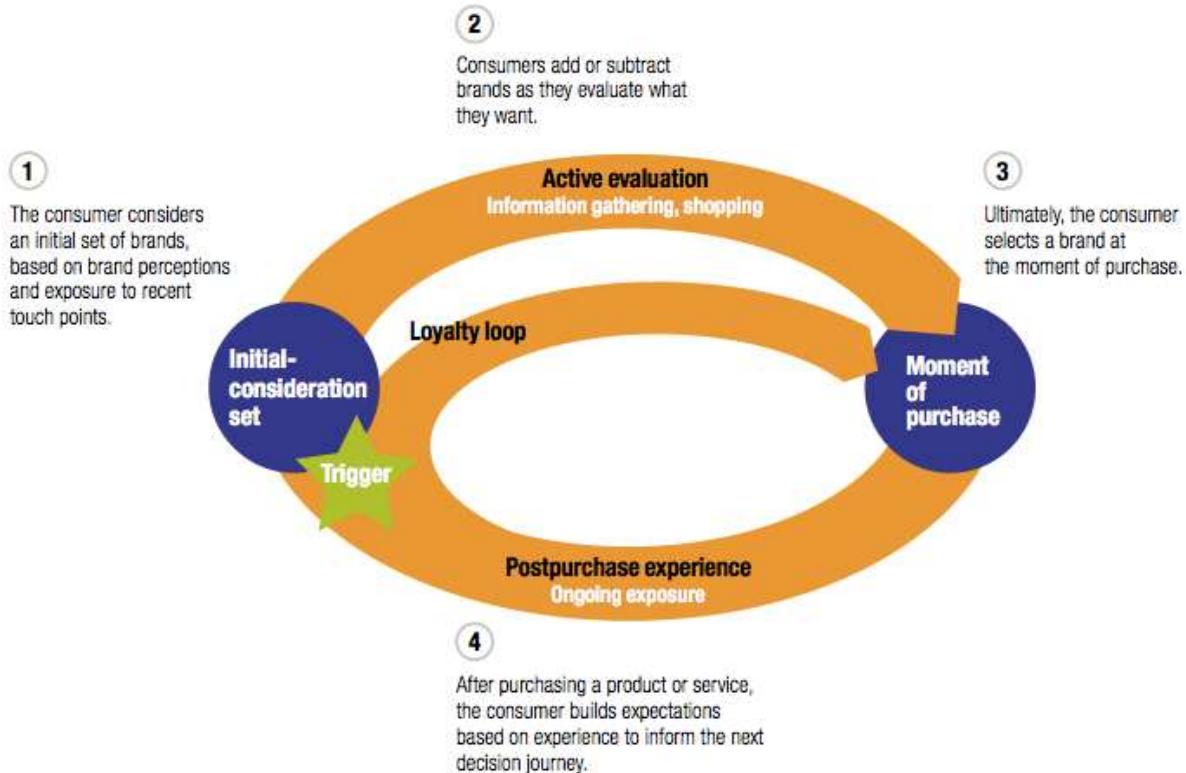 2
Consumers add or subtract
brands as they evaluate what
they want.
1
The consumer considers
an initial set of brands,
based on brand perceptions
and exposure to recent
touch points.
3
Ultimately, the consumer
selects a brand at
the moment of purchase.
Active evaluation
Information gathering, shopping
Loyalty loop
Initial-
consideration
set
Trigger
Moment
of
purchase
Postpurchase experience
Ongoing exposure
4
After purchasing a product or service,
the consumer builds expectations
based on experience to inform the next
decision journey.